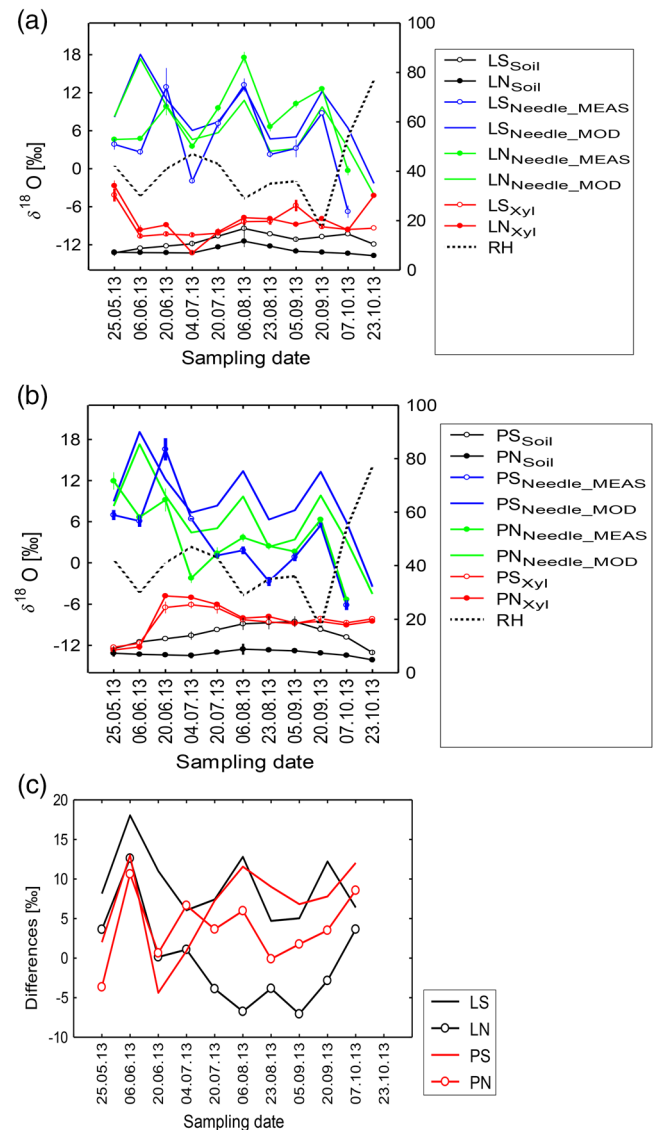 (a)
18
12
6
0
-6
-12
δ18 O [‰]
100
80
60
40
20
0
25.05.13
06.06.13
20.06.13
04.07.13
20.07.13
06.08.13
23.08.13
05.09.13
20.09.13
07.10.13
23.10.13
Sampling date
LSSoil
LNSoil
LSNeedle_MEAS
LSNeedle_MOD
LNNeedle_MEAS
LNNeedle_MOD
LSXyl
LNXyl
RH
(b)
18
12
6
0
-6
-12
δ18 O [‰]
100
80
60
40
20
0
25.05.13
06.06.13
20.06.13
04.07.13
20.07.13
06.08.13
23.08.13
05.09.13
20.09.13
07.10.13
23.10.13
Sampling date
PSSoil
PNSoil
PSNeedle_MEAS
PSNeedle_MOD
PNNeedle_MEAS
PNNeedle_MOD
PSXyl
PNXyl
RH
(c)
20
15
10
5
0
-5
-10
Differences [‰]
25.05.13
06.06.13
20.06.13
04.07.13
20.07.13
06.08.13
23.08.13
05.09.13
20.09.13
07.10.13
23.10.13
Sampling date
LS
LN
PS
PN